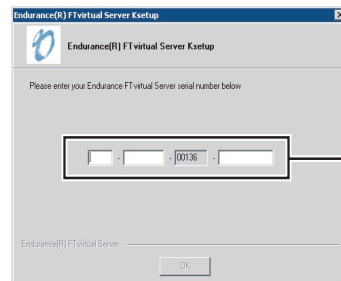 Endurance(R) FTvirtual Server Ksetup
Endurance(R) FTvirtual Server Ksetup
Please enter your Endurance FTvirtual Server serial number below
- - 00136 -
Endurance(R) FTvirtual Server
OK